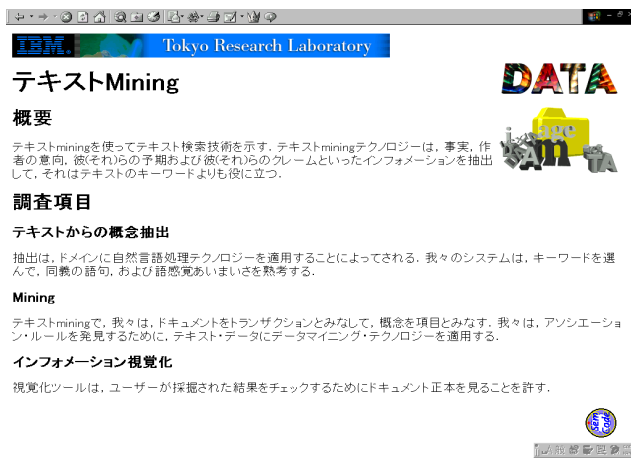 IBM. Tokyo Research Laboratory
テキストMining
DATA
概要
テキストminingを使ってテキスト検索技術を示す. テキストminingテクノロジーは, 事実, 作
者の意向, 彼(それ)らの予期および彼(それ)らのクレームといったインフォメーションを抽出
して, それはテキストのキーワードよりも役に立つ.
調査項目
テキストからの概念抽出
抽出は, ドメインに自然言語処理テクノロジーを適用することによってされる. 我々のシステムは, キーワードを選
んで, 同義の語句, および語感覚あいまいさを熟考する.
Mining
テキストminingで, 我々は, ドキュメントをトランザクションとみなして, 概念を項目とみなす. 我々は, アソシエーショ
ン・ルールを発見するために, テキスト・データにデータマイニング・テクノロジーを適用する.
インフォメーション視覚化
視覚化ツールは, ユーザーが採掘された結果をチェックするためにドキュメント正本を見ることを許す.